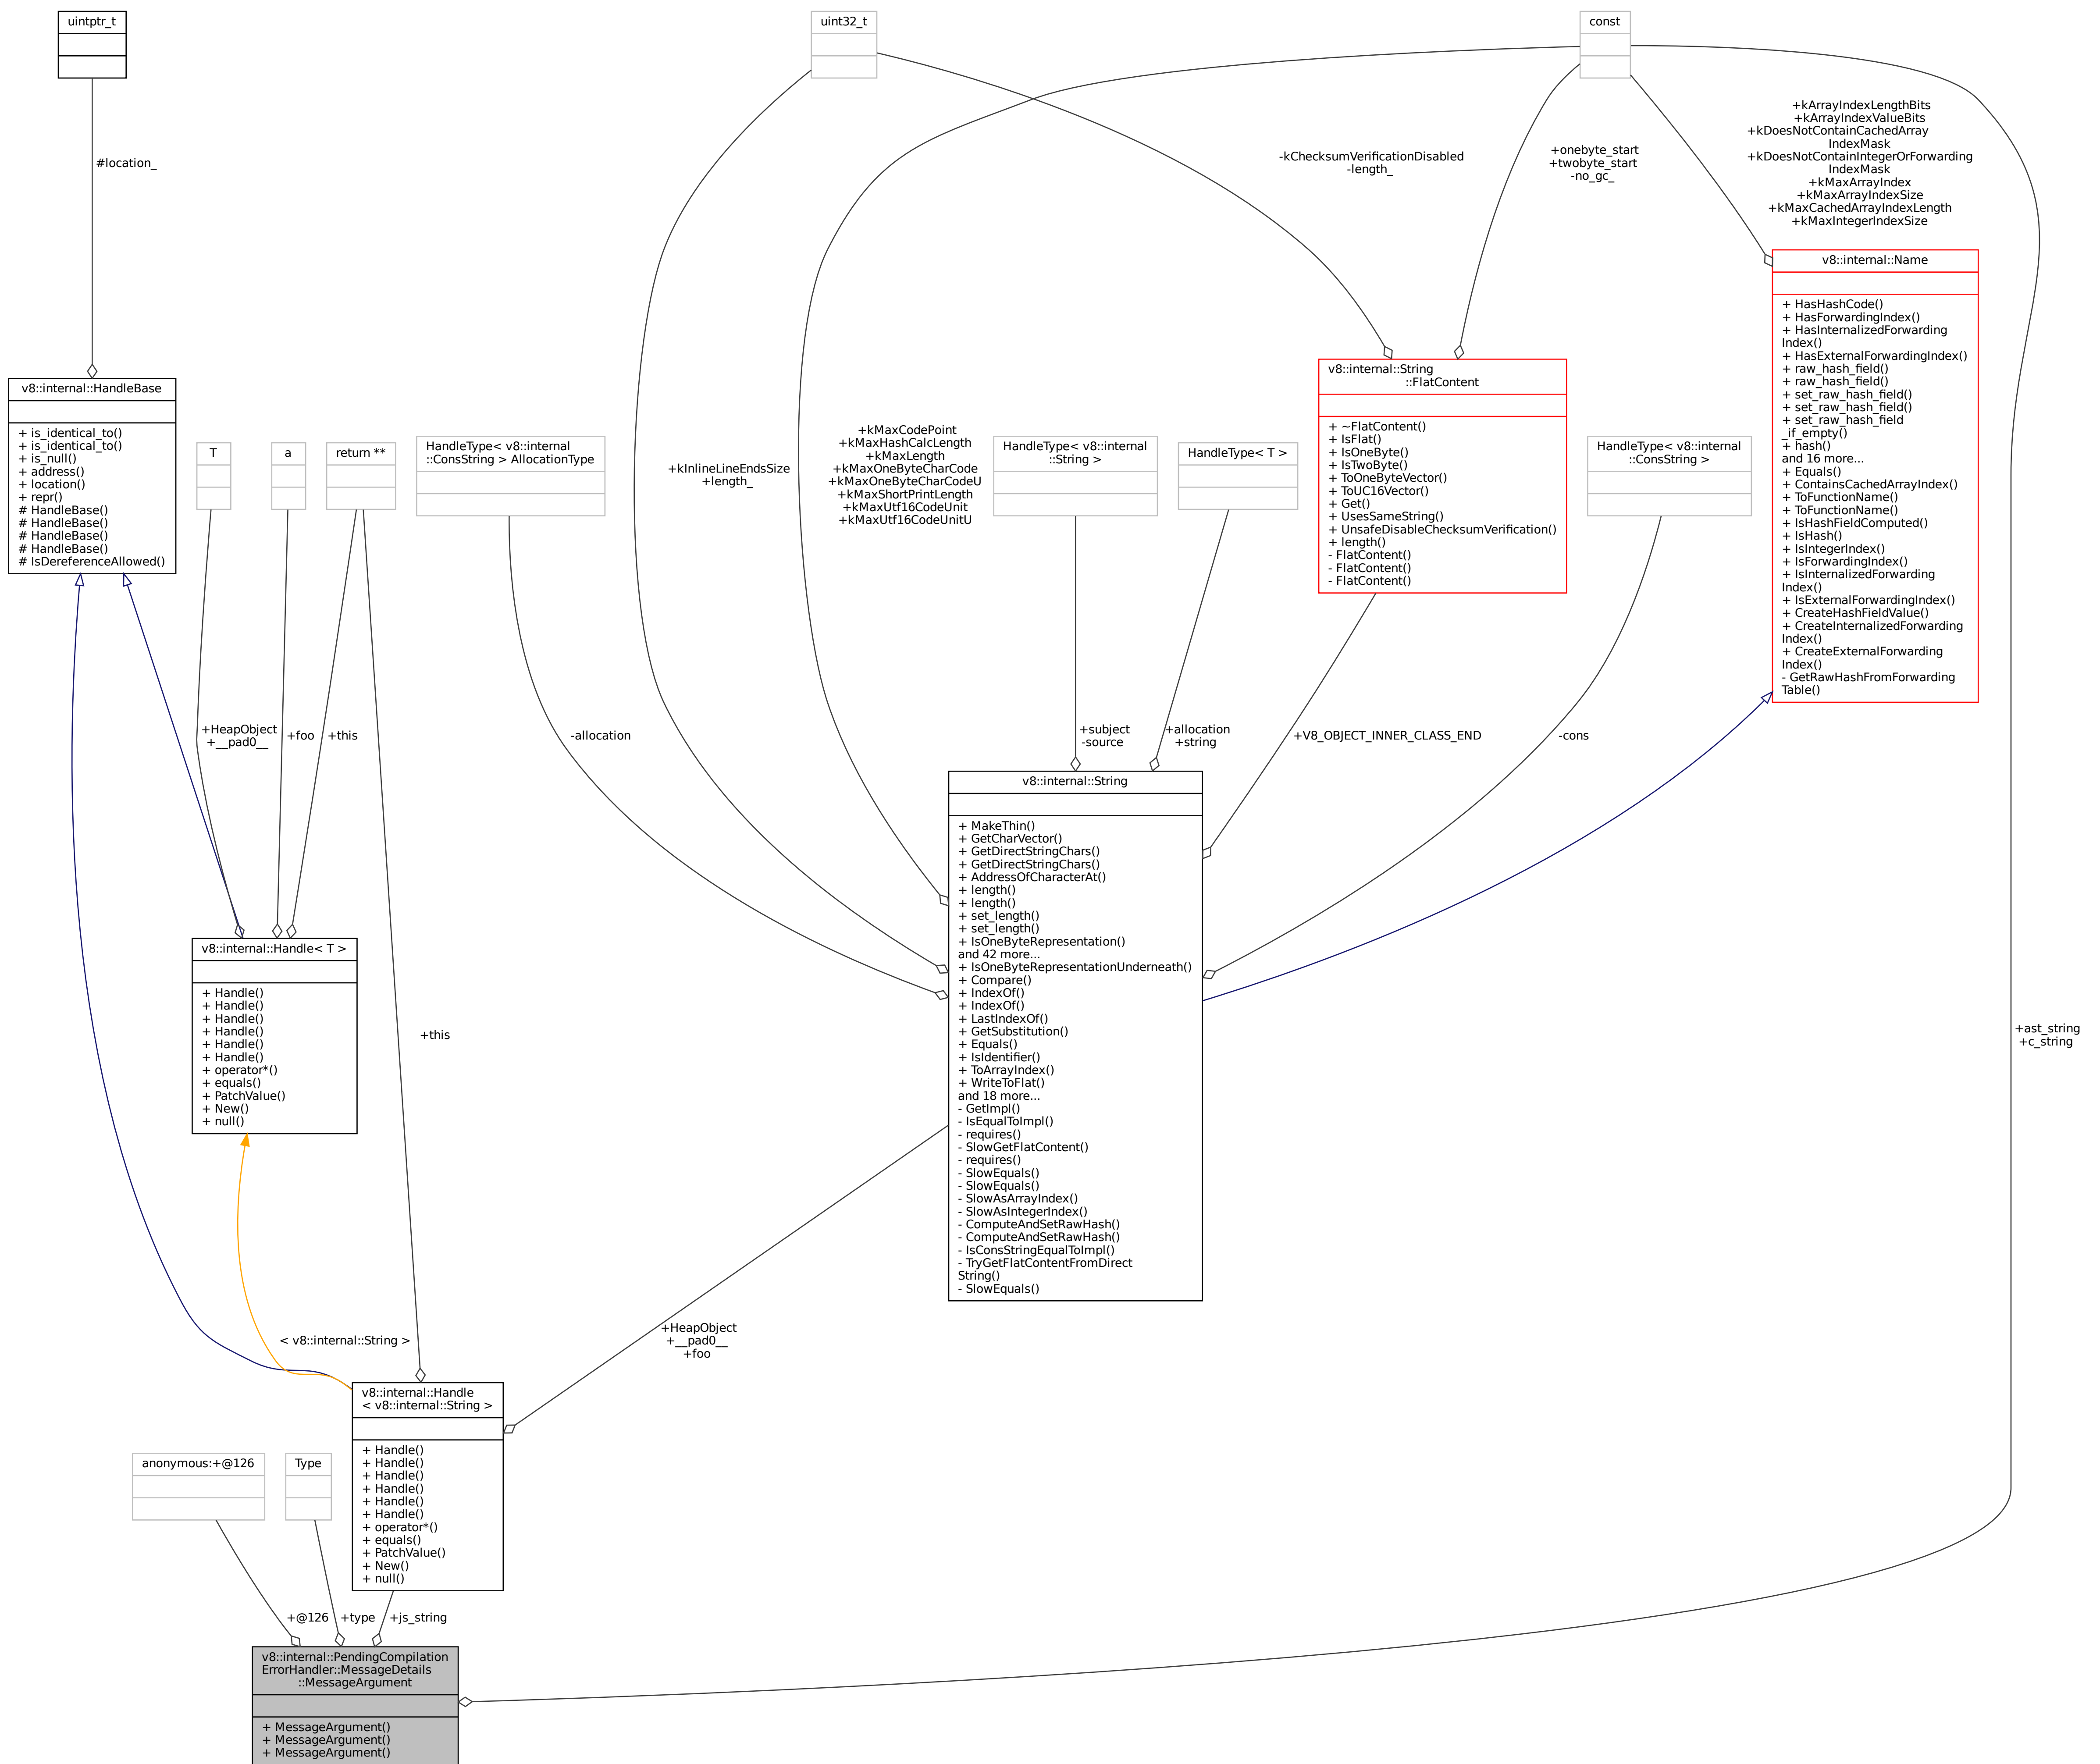 uintptr_t
uint32_t
const
#location_
-kChecksumVerificationDisabled
-length_
+onebyte_start
+twobyte_start
-no_gc_
+kArrayIndexLengthBits
+kArrayIndexValueBits
+kDoesNotContainCachedArray
IndexMask
+kDoesNotContainIntegerOrForwarding
IndexMask
+kMaxArrayIndex
+kMaxArrayIndexSize
+kMaxCachedArrayIndexLength
+kMaxIntegerIndexSize
v8::internal::HandleBase
+ is_identical_to()
+ is_identical_to()
+ is_null()
+ address()
+ location()
+ repr()
# HandleBase()
# HandleBase()
# HandleBase()
# HandleBase()
# IsDereferenceAllowed()
T
a
return **
HandleType< v8::internal
::ConsString > AllocationType
+kInlineLineEndsSize
+length_
+kMaxCodePoint
+kMaxHashCalcLength
+kMaxLength
+kMaxOneByteCharCode
+kMaxOneByteCharCodeU
+kMaxShortPrintLength
+kMaxUtf16CodeUnit
+kMaxUtf16CodeUnitU
HandleType< v8::internal
::String >
HandleType< T >
v8::internal::String
::FlatContent
+ ~FlatContent()
+ IsFlat()
+ IsOneByte()
+ IsTwoByte()
+ ToOneByteVector()
+ ToUC16Vector()
+ Get()
+ UsesSameString()
+ UnsafeDisableChecksumVerification()
+ length()
- FlatContent()
- FlatContent()
- FlatContent()
HandleType< v8::internal
::ConsString >
v8::internal::Name
+ HasHashCode()
+ HasForwardingIndex()
+ HasInternalizedForwarding
Index()
+ HasExternalForwardingIndex()
+ raw_hash_field()
+ raw_hash_field()
+ set_raw_hash_field()
+ set_raw_hash_field()
+ set_raw_hash_field
_if_empty()
+ hash()
and 16 more...
+ Equals()
+ ContainsCachedArrayIndex()
+ ToFunctionName()
+ ToFunctionName()
+ IsHashFieldComputed()
+ IsHash()
+ IsIntegerIndex()
+ IsForwardingIndex()
+ IsInternalizedForwarding
Index()
+ IsExternalForwardingIndex()
+ CreateHashFieldValue()
+ CreateInternalizedForwarding
Index()
+ CreateExternalForwarding
Index()
- GetRawHashFromForwarding
Table()
+HeapObject
+__pad0__
+foo
+this
-allocation
+subject
-source
+allocation
+string
+V8_OBJECT_INNER_CLASS_END
-cons
v8::internal::String
+ MakeThin()
+ GetCharVector()
+ GetDirectStringChars()
+ GetDirectStringChars()
+ AddressOfCharacterAt()
+ length()
+ length()
+ set_length()
+ set_length()
+ IsOneByteRepresentation()
and 42 more...
+ IsOneByteRepresentationUnderneath()
+ Compare()
+ IndexOf()
+ IndexOf()
+ LastIndexOf()
+ GetSubstitution()
+ Equals()
+ IsIdentifier()
+ ToArrayIndex()
+ WriteToFlat()
and 18 more...
- GetImpl()
- IsEqualToImpl()
- requires()
- SlowGetFlatContent()
- requires()
- SlowEquals()
- SlowEquals()
- SlowAsArrayIndex()
- SlowAsIntegerIndex()
- ComputeAndSetRawHash()
- ComputeAndSetRawHash()
- IsConsStringEqualToImpl()
- TryGetFlatContentFromDirect
String()
- SlowEquals()
v8::internal::Handle< T >
+ Handle()
+ Handle()
+ Handle()
+ Handle()
+ Handle()
+ Handle()
+ operator*()
+ equals()
+ PatchValue()
+ New()
+ null()
+this
+ast_string
+c_string
< v8::internal::String >
+HeapObject
+__pad0__
+foo
v8::internal::Handle
< v8::internal::String >
+ Handle()
+ Handle()
+ Handle()
+ Handle()
+ Handle()
+ Handle()
+ operator*()
+ equals()
+ PatchValue()
+ New()
+ null()
anonymous:+@126
Type
+@126
+type
+js_string
v8::internal::PendingCompilation
ErrorHandler::MessageDetails
::MessageArgument
+ MessageArgument()
+ MessageArgument()
+ MessageArgument()